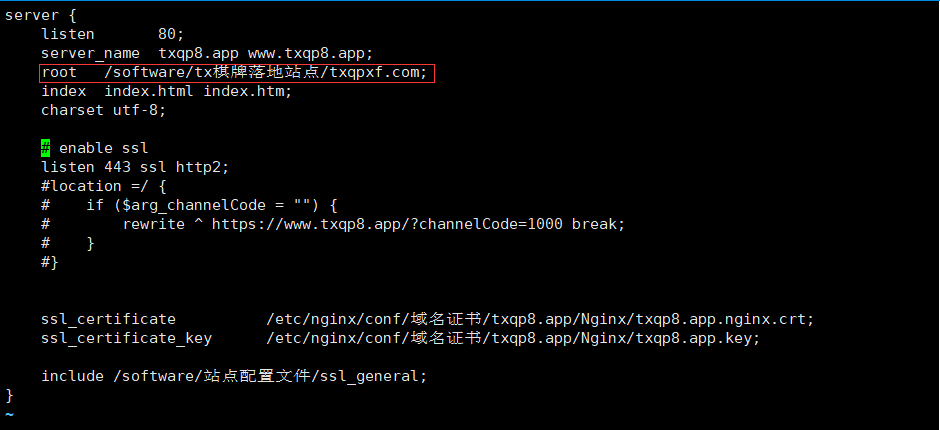 server {
    listen       80;
    server_name  txqp8.app www.txqp8.app;
    root   /software/tx棋牌落地站点/txqpxf.com;
    index  index.html index.htm;
    charset utf-8;

    # enable ssl
    listen 443 ssl http2;
    #location =/ {
    #    if ($arg_channelCode = "") {
    #        rewrite ^ https://www.txqp8.app/?channelCode=1000 break;
    #    }
    #}


    ssl_certificate          /etc/nginx/conf/域名证书/txqp8.app/Nginx/txqp8.app.nginx.crt;
    ssl_certificate_key      /etc/nginx/conf/域名证书/txqp8.app/Nginx/txqp8.app.key;

    include /software/站点配置文件/ssl_general;
}
~